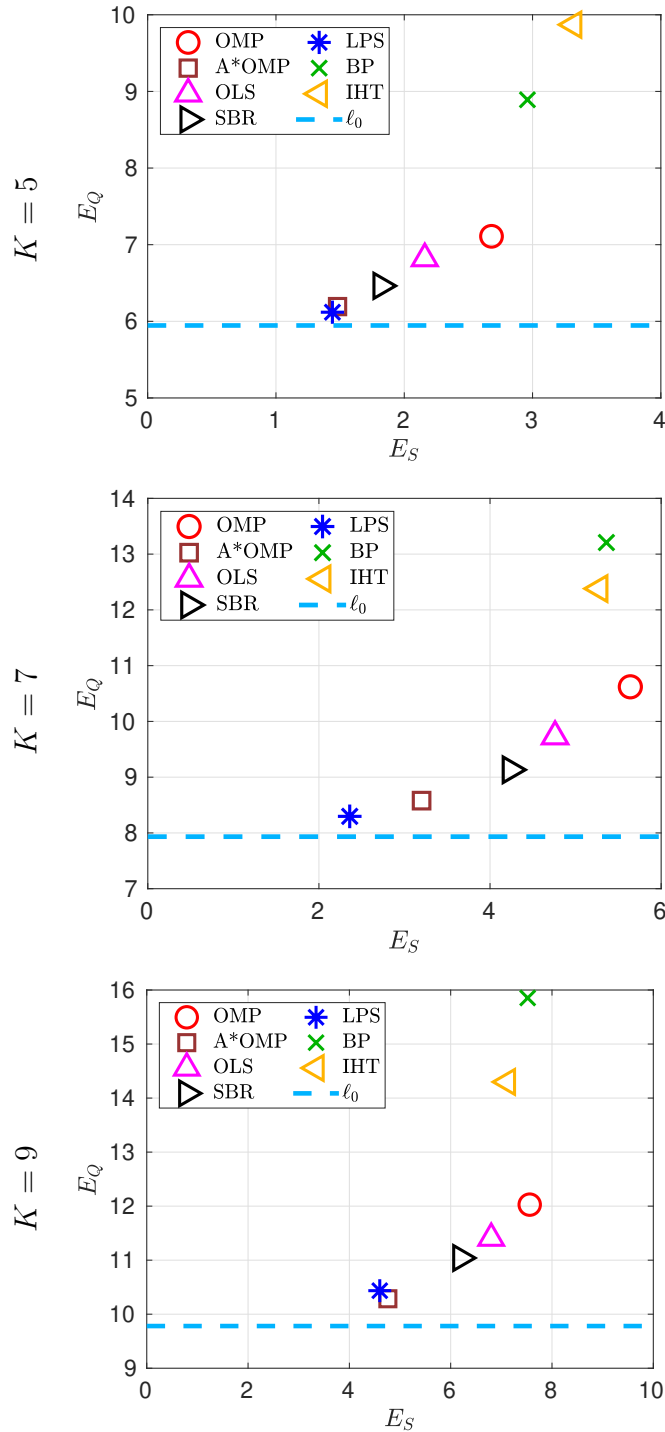 10
OMP LPS
A*OMP BP
9
OLS IHT
SBR ℓ₀
8
K = 5
E_Q
7
6
5
0 1 2 3 4
E_S
14
OMP LPS
13
A*OMP BP
OLS IHT
12
SBR ℓ₀
11
K = 7
E_Q
10
9
8
7
0 2 4 6
E_S
16
OMP LPS
15
A*OMP BP
OLS IHT
14
SBR ℓ₀
13
K = 9
E_Q
12
11
10
9
0 2 4 6 8 10
E_S